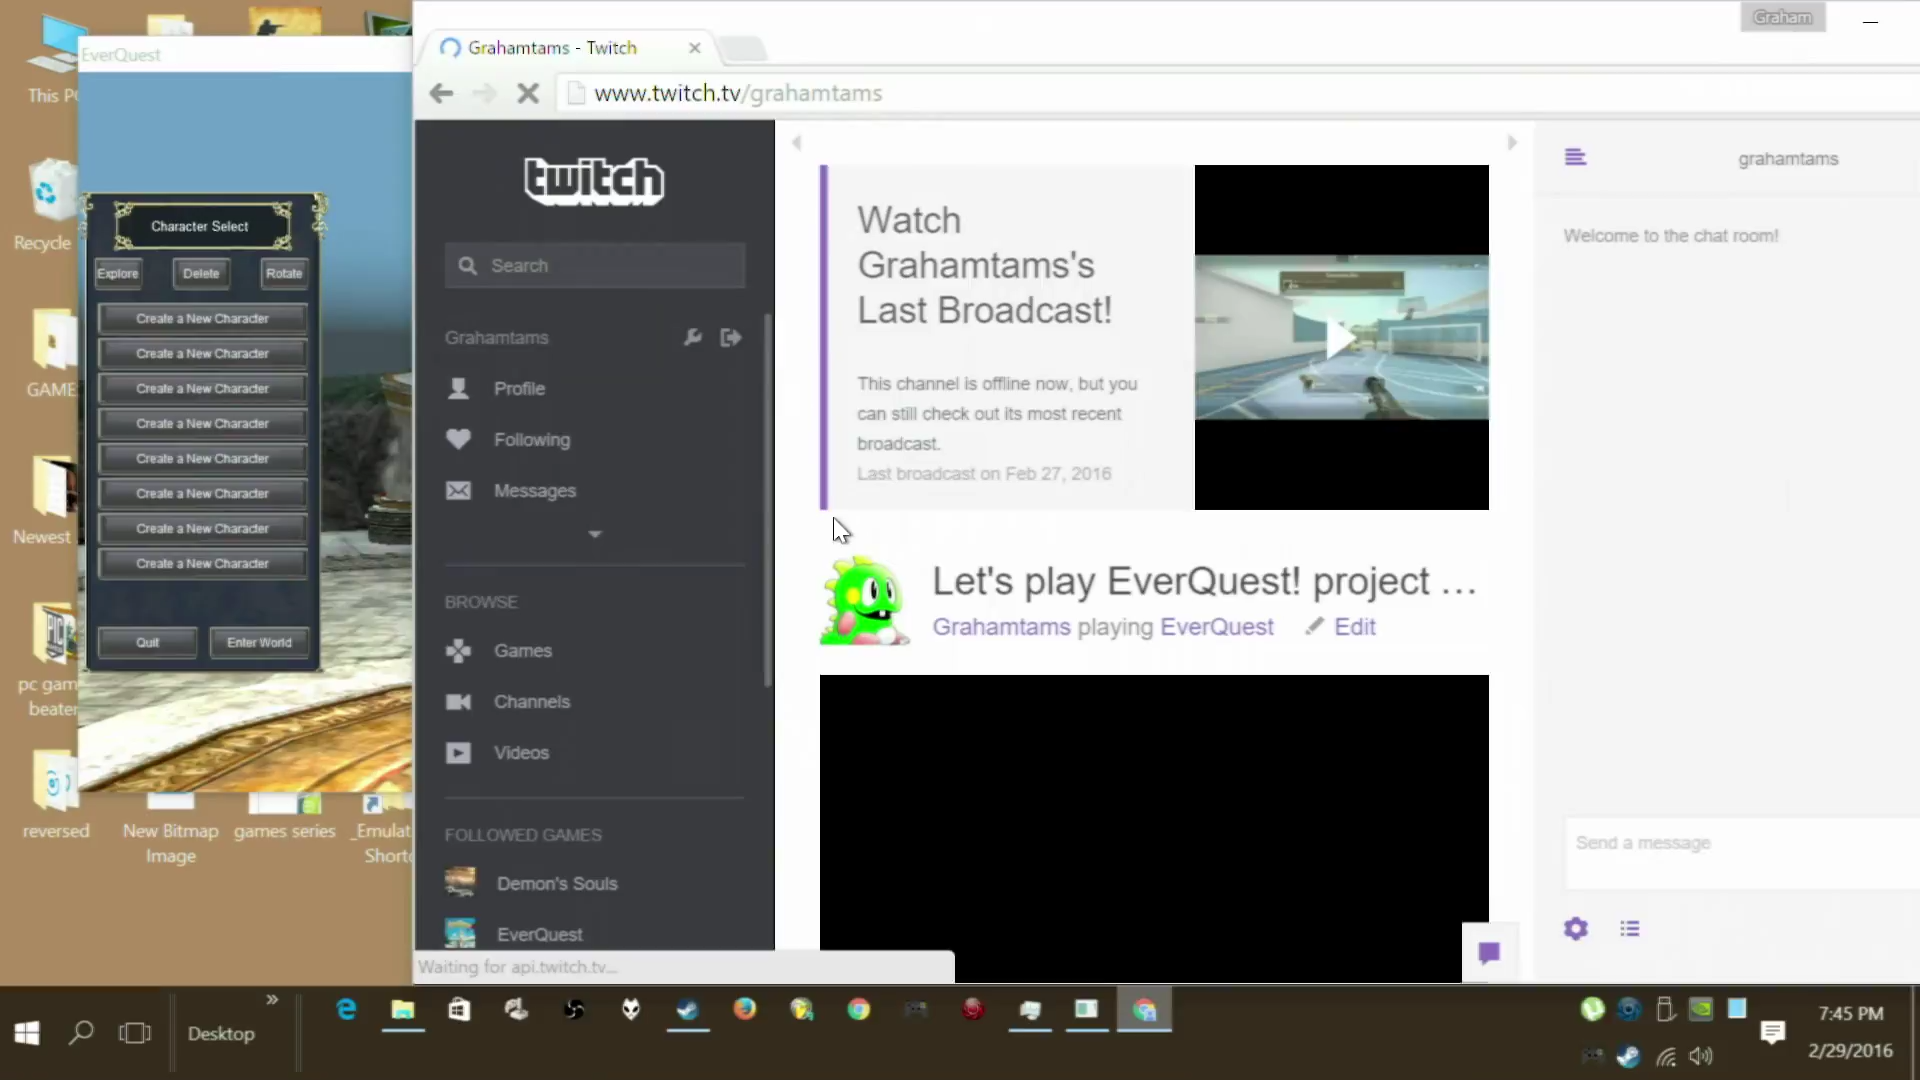 This P
Recycle
GAME
Newest
pc gam
beate
reversed
New Bitmap
Image
games series
_Emulat
Short
EverQuest
Character Select
Explore
Delete
Rotate
Create a New Character
Create a New Character
Create a New Character
Create a New Character
Create a New Character
Create a New Character
Create a New Character
Create a New Character
Quit
Enter World
Graham
Grahamtams - Twitch
www.twitch.tv/grahamtams
twitch
Search
Grahamtams
Profile
Following
Messages
BROWSE
Games
Channels
Videos
FOLLOWED GAMES
Demon's Souls
EverQuest
Waiting for api.twitch.tv...
Watch
Grahamtams's
Last Broadcast!
This channel is offline now, but you
can still check out its most recent
broadcast.
Last broadcast on Feb 27, 2016
Let's play EverQuest! project ...
Grahamtams playing EverQuest
Edit
grahamtams
Welcome to the chat room!
Send a message
Desktop
7:45 PM
2/29/2016